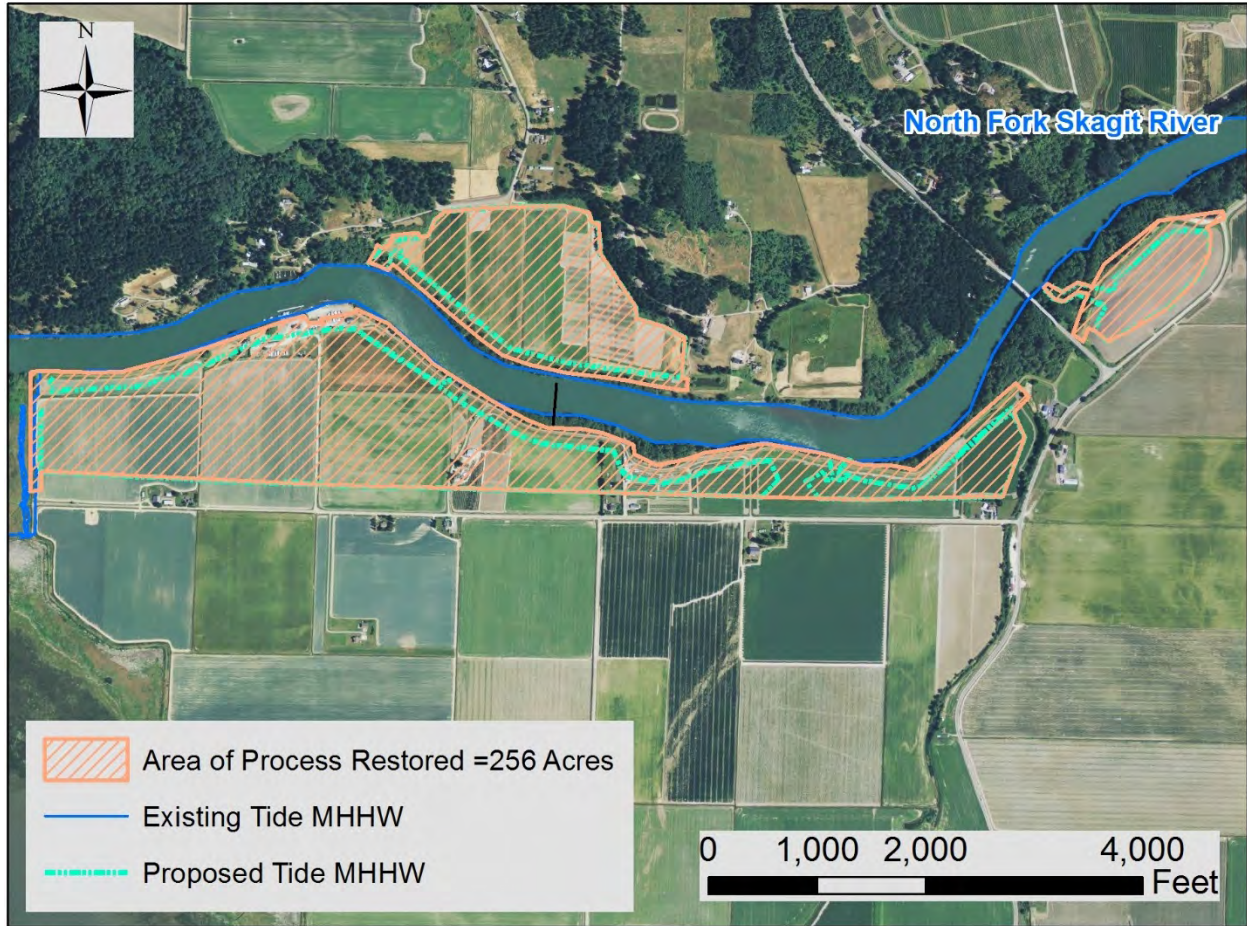 N
North Fork Skagit River
Area of Process Restored =256 Acres
Existing Tide MHHW
Proposed Tide MHHW
0 1,000 2,000 4,000
Feet